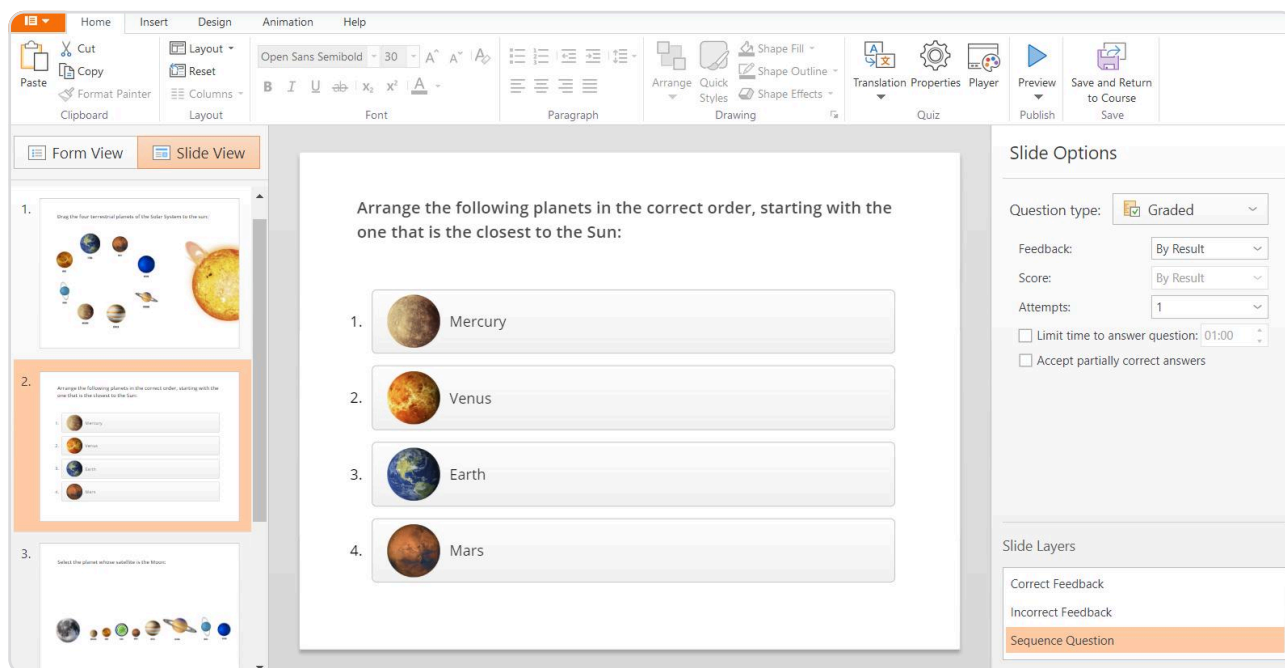 Home Insert Design Animation Help
Paste
Cut
Copy
Format Painter
Clipboard
Layout
Reset
Columns
Layout
Open Sans Semibold 30 A^ A˅ A
B I U ab X₂ X² A
Font
Paragraph
Arrange
Quick
Styles
Shape Fill
Shape Outline
Shape Effects
Drawing
Translation Properties Player
Quiz
Preview
Publish
Save and Return
to Course
Save
Form View Slide View
1.
Drag the four terrestrial planets of the Solar System to the sun:
2.
Arrange the following planets in the correct order, starting with the
one that is the closest to the Sun:
1. Mercury
2. Venus
3. Earth
4. Mars
3.
Select the planet whose satellite is the Moon:
Arrange the following planets in the correct order, starting with the
one that is the closest to the Sun:
1. Mercury
2. Venus
3. Earth
4. Mars
Slide Options
Question type: Graded
Feedback: By Result
Score: By Result
Attempts: 1
Limit time to answer question: 01:00
Accept partially correct answers
Slide Layers
Correct Feedback
Incorrect Feedback
Sequence Question